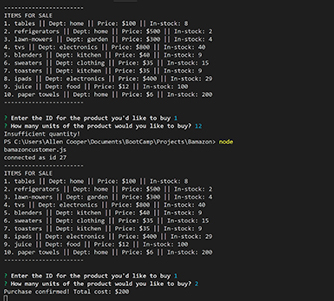 -----------------------
ITEMS FOR SALE
1. tables || Dept: home || Price: $100 || In-stock: 8
2. refrigerators || Dept: home || Price: $500 || In-stock: 2
3. lawn-mowers || Dept: garden || Price: $300 || In-stock: 4
4. tvs || Dept: electronics || Price: $800 || In-stock: 40
5. blenders || Dept: kitchen || Price: $40 || In-stock: 9
6. sweaters || Dept: clothing || Price: $35 || In-stock: 15
7. toasters || Dept: kitchen || Price: $35 || In-stock: 9
8. ipads || Dept: electronics || Price: $400 || In-stock: 29
9. juice || Dept: food || Price: $12 || In-stock: 100
10. paper towels || Dept: home || Price: $6 || In-stock: 200
-----------------------
? Enter the ID for the product you'd like to buy 1
? How many units of the product would you like to buy? 12
Insufficient quantity!
PS C:\Users\Allen Cooper\Documents\BootCamp\Projects\Bamazon> node
bamazoncustomer.js
connected as id 27
-----------------------
ITEMS FOR SALE
1. tables || Dept: home || Price: $100 || In-stock: 8
2. refrigerators || Dept: home || Price: $500 || In-stock: 2
3. lawn-mowers || Dept: garden || Price: $300 || In-stock: 4
4. tvs || Dept: electronics || Price: $800 || In-stock: 40
5. blenders || Dept: kitchen || Price: $40 || In-stock: 9
6. sweaters || Dept: clothing || Price: $35 || In-stock: 15
7. toasters || Dept: kitchen || Price: $35 || In-stock: 9
8. ipads || Dept: electronics || Price: $400 || In-stock: 29
9. juice || Dept: food || Price: $12 || In-stock: 100
10. paper towels || Dept: home || Price: $6 || In-stock: 200
-----------------------
? Enter the ID for the product you'd like to buy 1
? How many units of the product would you like to buy? 2
Purchase confirmed! Total cost: $200